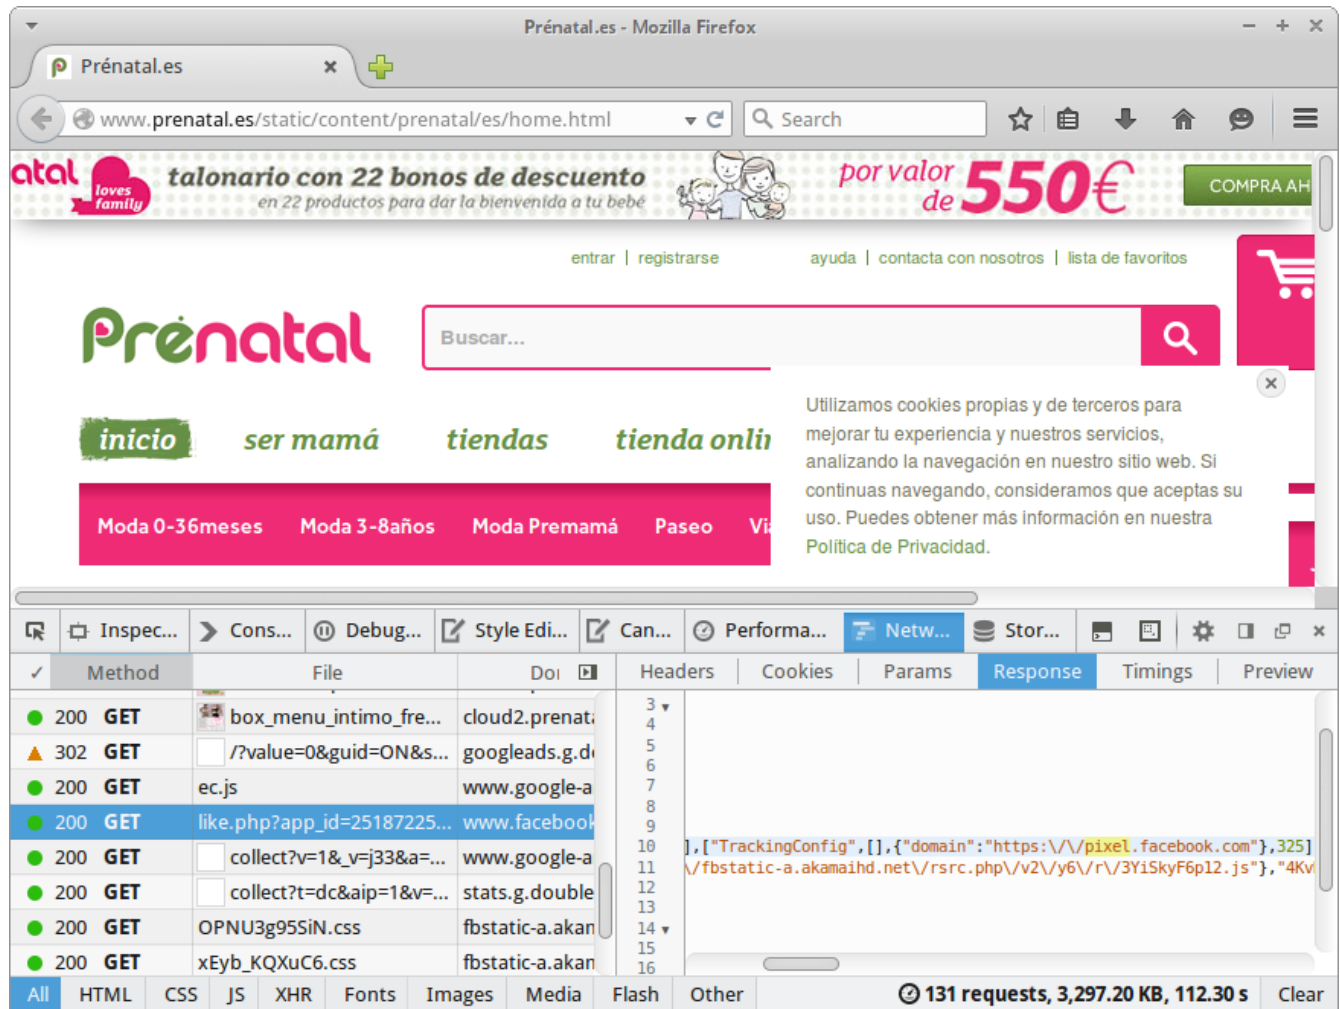 Prénatal.es - Mozilla Firefox
Prénatal.es
www.prenatal.es/static/content/prenatal/es/home.html
Search
atal
loves
family
talonario con 22 bonos de descuento
en 22 productos para dar la bienvenida a tu bebé
por valor
de 550€
COMPRA AH
entrar | registrarse
ayuda | contacta con nosotros | lista de favoritos
Prénatal
Buscar...
inicio ser mamá tiendas tienda onlin
Moda 0-36meses Moda 3-8años Moda Premamá Paseo Via
Utilizamos cookies propias y de terceros para
mejorar tu experiencia y nuestros servicios,
analizando la navegación en nuestro sitio web. Si
continuas navegando, consideramos que aceptas su
uso. Puedes obtener más información en nuestra
Política de Privacidad.
Inspec... Cons... Debug... Style Edi... Can... Performa... Netw... Stor...
✓ Method File Do
Headers Cookies Params Response Timings Preview
200 GET box_menu_intimo_fre... cloud2.prenata
302 GET /?value=0&guid=ON&s... googleads.g.do
200 GET ec.js www.google-a
200 GET like.php?app_id=25187225... www.facebook
200 GET collect?v=1&_v=j33&a=... www.google-a
200 GET collect?t=dc&aip=1&v=... stats.g.double
200 GET OPNU3g95SiN.css fbstatic-a.akan
200 GET xEyb_KQXuC6.css fbstatic-a.akan
3
4
5
6
7
8
9
10 ],["TrackingConfig",[],{"domain":"https:\/\/pixel.facebook.com"},325]
11 \/fbstatic-a.akamaihd.net\/rsrc.php\/v2\/y6\/r\/3YiSkyF6p12.js"},"4Kv
12
13
14
15
16
All HTML CSS JS XHR Fonts Images Media Flash Other
131 requests, 3,297.20 KB, 112.30 s Clear